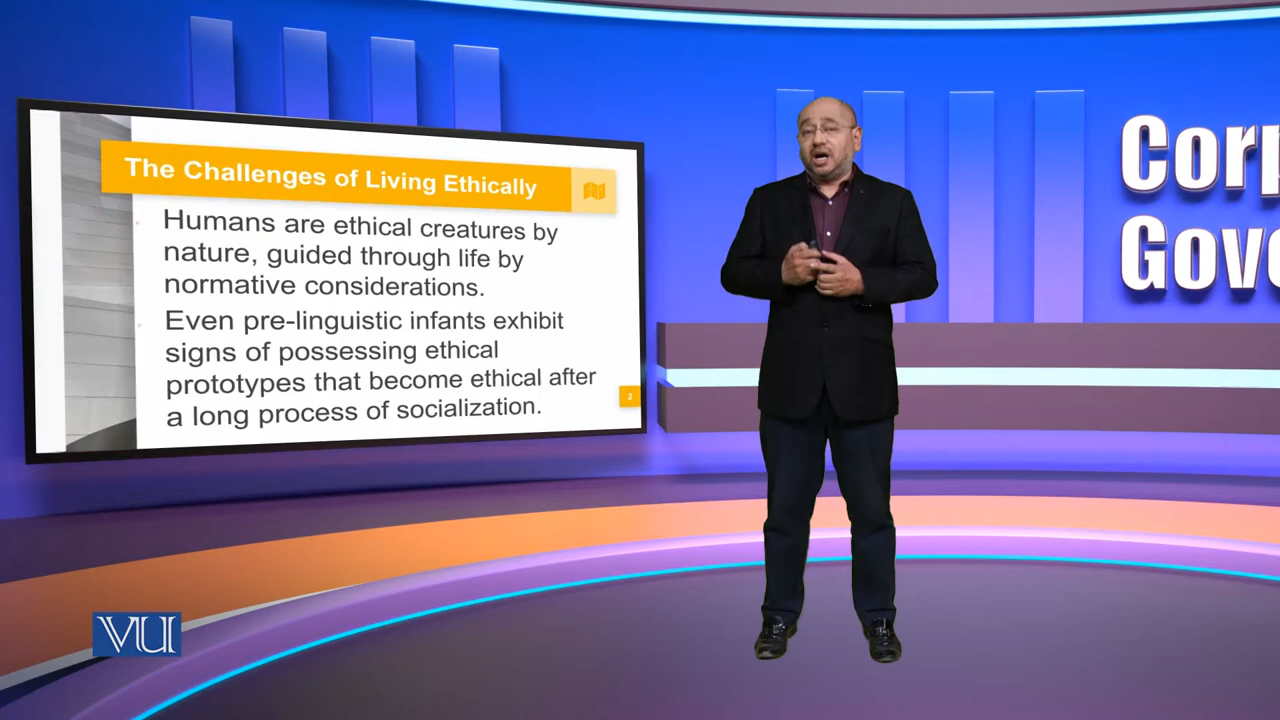 The Challenges of Living Ethically
Humans are ethical creatures by
nature, guided through life by
normative considerations.
Even pre-linguistic infants exhibit
signs of possessing ethical
prototypes that become ethical after
a long process of socialization.
2
Corp
Gove
VU